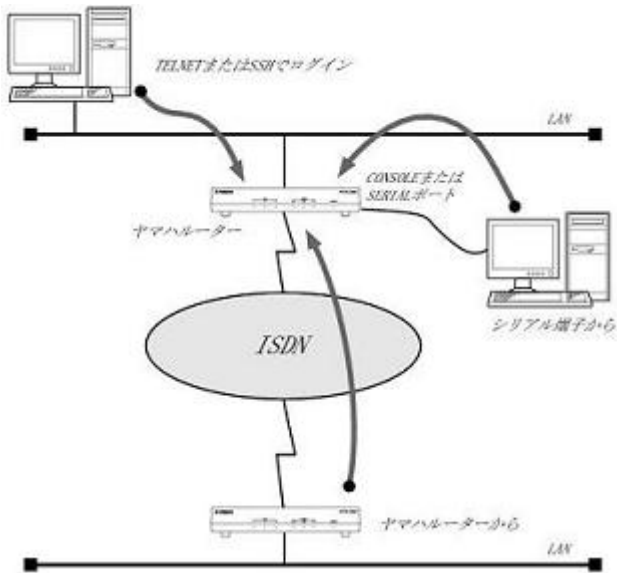 TELNETまたはSSHでログイン
LAN
CONSOLEまたは
SERIALポート
ヤマハルーター
シリアル端子から
ISDN
ヤマハルーターから
LAN